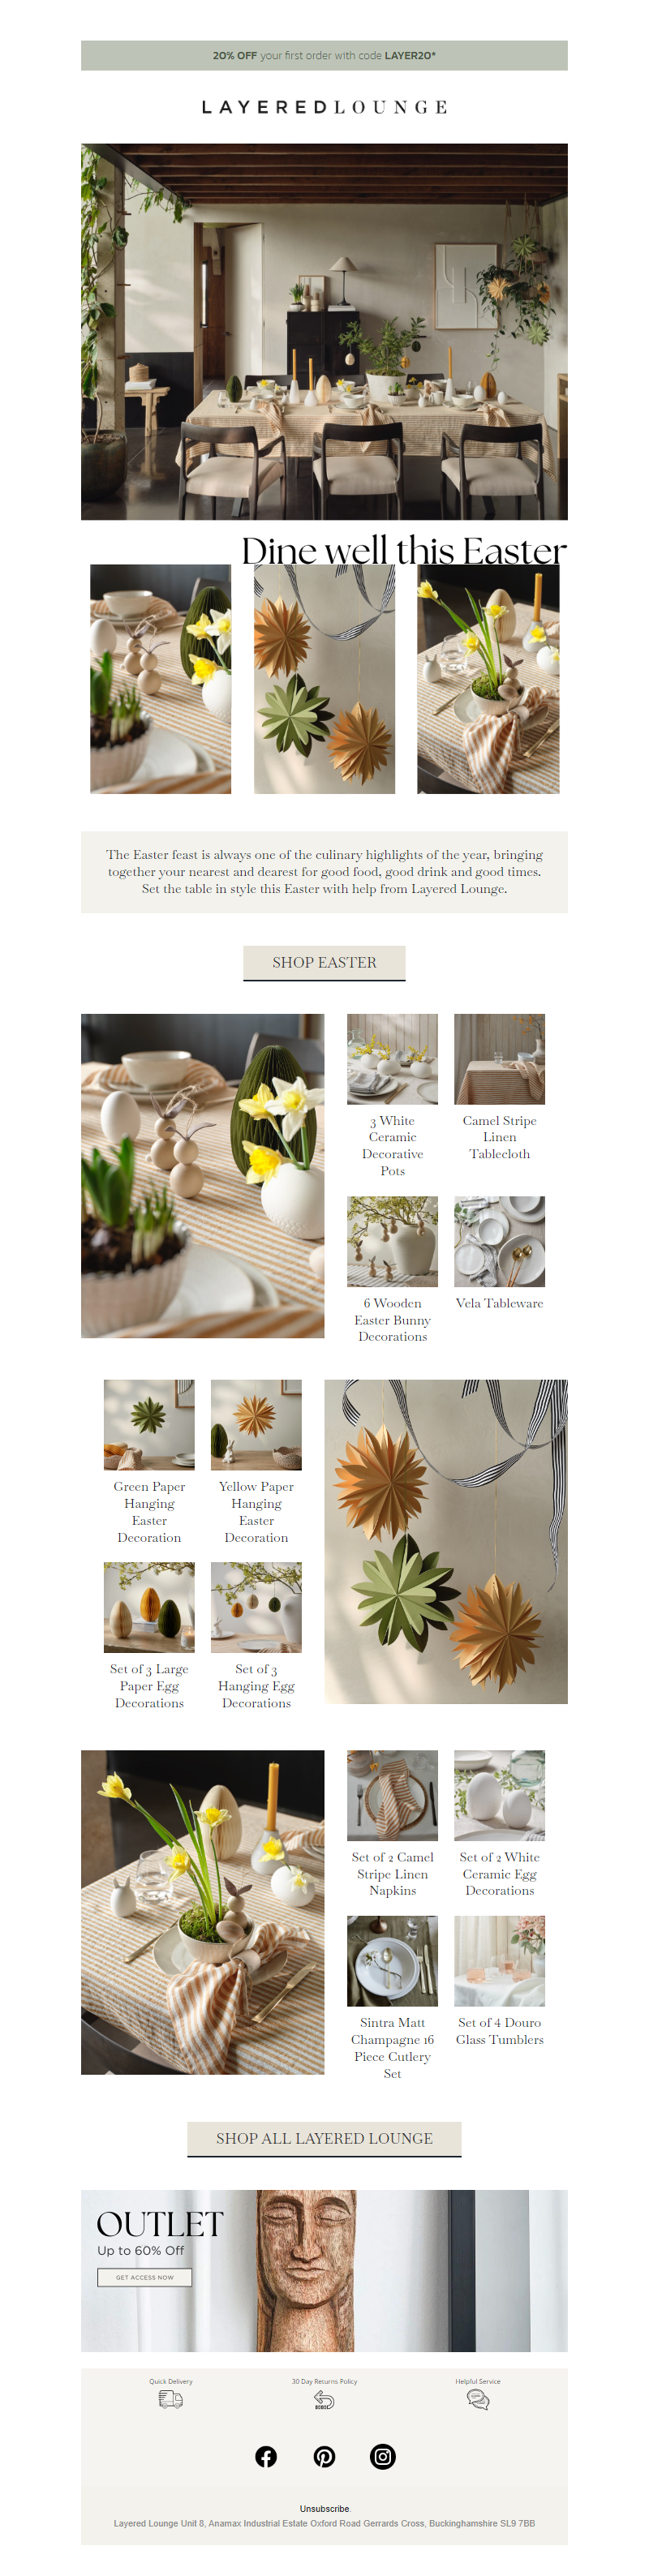 20% OFF your first order with code LAYER20*
LAYEREDLOUNGE
Dine well this Easter
The Easter feast is always one of the culinary highlights of the year, bringing
together your nearest and dearest for good food, good drink and good times.
Set the table in style this Easter with help from Layered Lounge.
SHOP EASTER
3 White
Ceramic
Decorative
Pots
Camel Stripe
Linen
Tablecloth
6 Wooden
Easter Bunny
Decorations
Vela Tableware
Green Paper
Hanging
Easter
Decoration
Yellow Paper
Hanging
Easter
Decoration
Set of 3 Large
Paper Egg
Decorations
Set of 3
Hanging Egg
Decorations
Set of 2 Camel
Stripe Linen
Napkins
Set of 2 White
Ceramic Egg
Decorations
Sintra Matt
Champagne 16
Piece Cutlery
Set
Set of 4 Douro
Glass Tumblers
SHOP ALL LAYERED LOUNGE
OUTLET
Up to 60% Off
GET ACCESS NOW
Quick Delivery
30 Day Returns Policy
Helpful Service
Unsubscribe.
Layered Lounge Unit 8, Anamax Industrial Estate Oxford Road Gerrards Cross, Buckinghamshire SL9 7BB